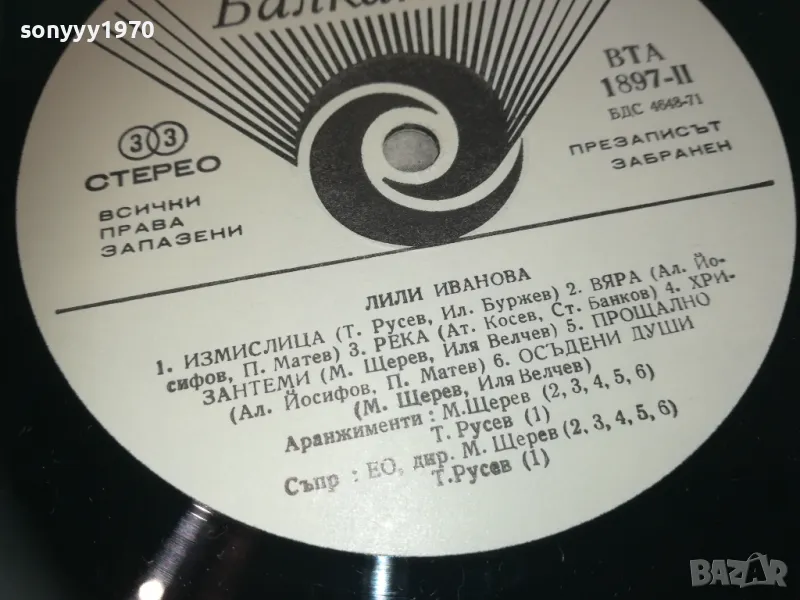 sonyyy1970
ВТА
1897-II
БДС 4648-71
33
СТЕРЕО
ВСИЧКИ
ПРАВА
ЗАПАЗЕНИ
ПРЕЗАПИСЪТ
ЗАБРАНЕН
ЛИЛИ ИВАНОВА
1. ИЗМИСЛИЦА (Т. Русев, Ил. Буржев) 2. ВЯРА (Ал. Йо-
сифов, П. Матев) 3. РЕКА (Ат. Косев, Ст. Банков) 4. ХРИ-
ЗАНТЕМИ (М. Щерев, Иля Велчев) 5. ПРОЩАЛНО
(Ал. Йосифов, П. Матев) 6. ОСЪДЕНИ ДУШИ
(М. Щерев, Иля Велчев)
Аранжименти : М.Щерев (2, 3, 4, 5, 6)
Т. Русев (1)
Съпр : ЕО, дир. М. Щерев (2, 3, 4, 5, 6)
Т.Русев (1)
BAZAR